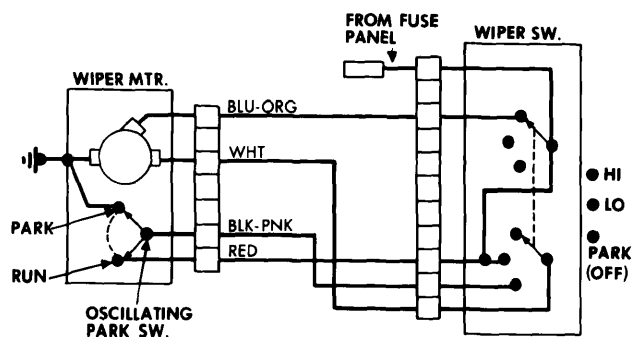 FROM FUSE
PANEL
WIPER SW.
WIPER MTR.
BLU-ORG
WHT
HI
LO
PARK
BLK-PNK
PARK
(OFF)
RED
RUN
OSCILLATING
PARK SW.